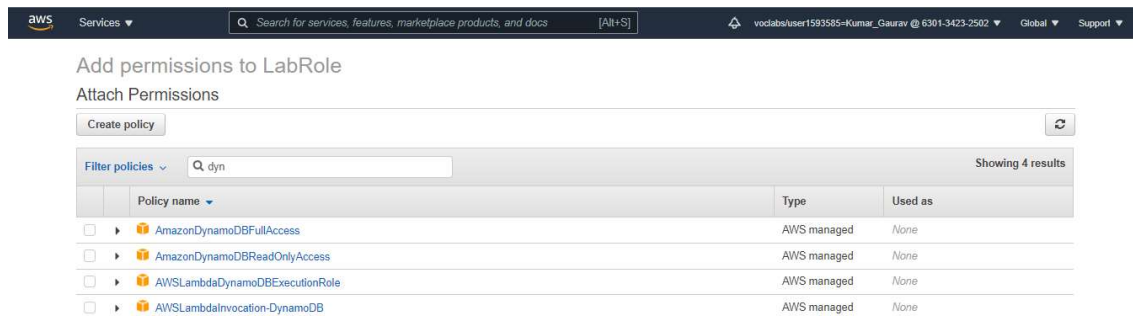 aws Services ▾ Search for services, features, marketplace products, and docs [Alt+S] voclabs/user1593585=Kumar_Gaurav @ 6301-3423-2502 ▾ Global ▾ Support ▾
Add permissions to LabRole
Attach Permissions
Create policy
Filter policies dyn Showing 4 results
Policy name Type Used as
AmazonDynamoDBFullAccess AWS managed None
AmazonDynamoDBReadOnlyAccess AWS managed None
AWSLambdaDynamoDBExecutionRole AWS managed None
AWSLambdaInvocation-DynamoDB AWS managed None